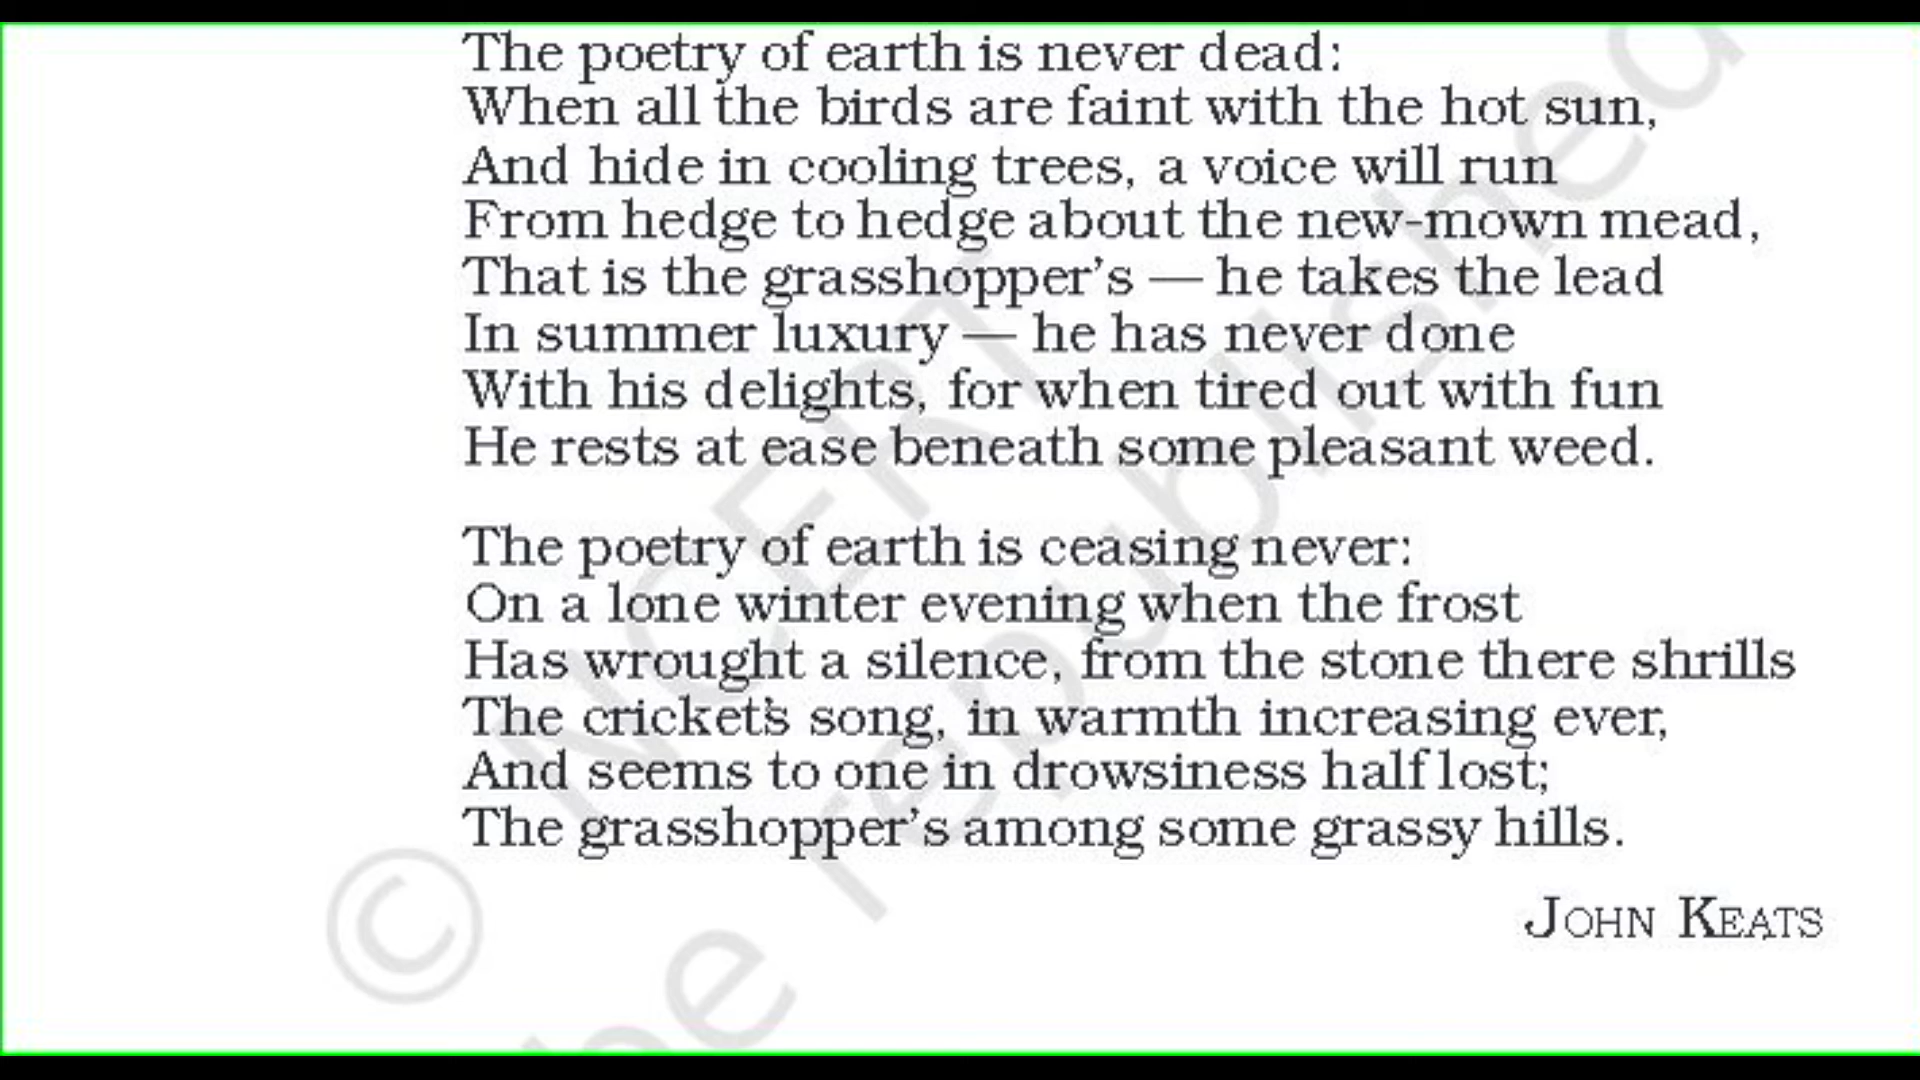 The poetry of earth is never dead:
When all the birds are faint with the hot sun,
And hide in cooling trees, a voice will run
From hedge to hedge about the new-mown mead,
That is the grasshopper’s — he takes the lead
In summer luxury — he has never done
With his delights, for when tired out with fun
He rests at ease beneath some pleasant weed.
The poetry of earth is ceasing never:
On a lone winter evening when the frost
Has wrought a silence, from the stone there shrills
The cricket’s song, in warmth increasing ever,
And seems to one in drowsiness half lost;
The grasshopper’s among some grassy hills.
JOHN KEATS
© NCERT
be republished